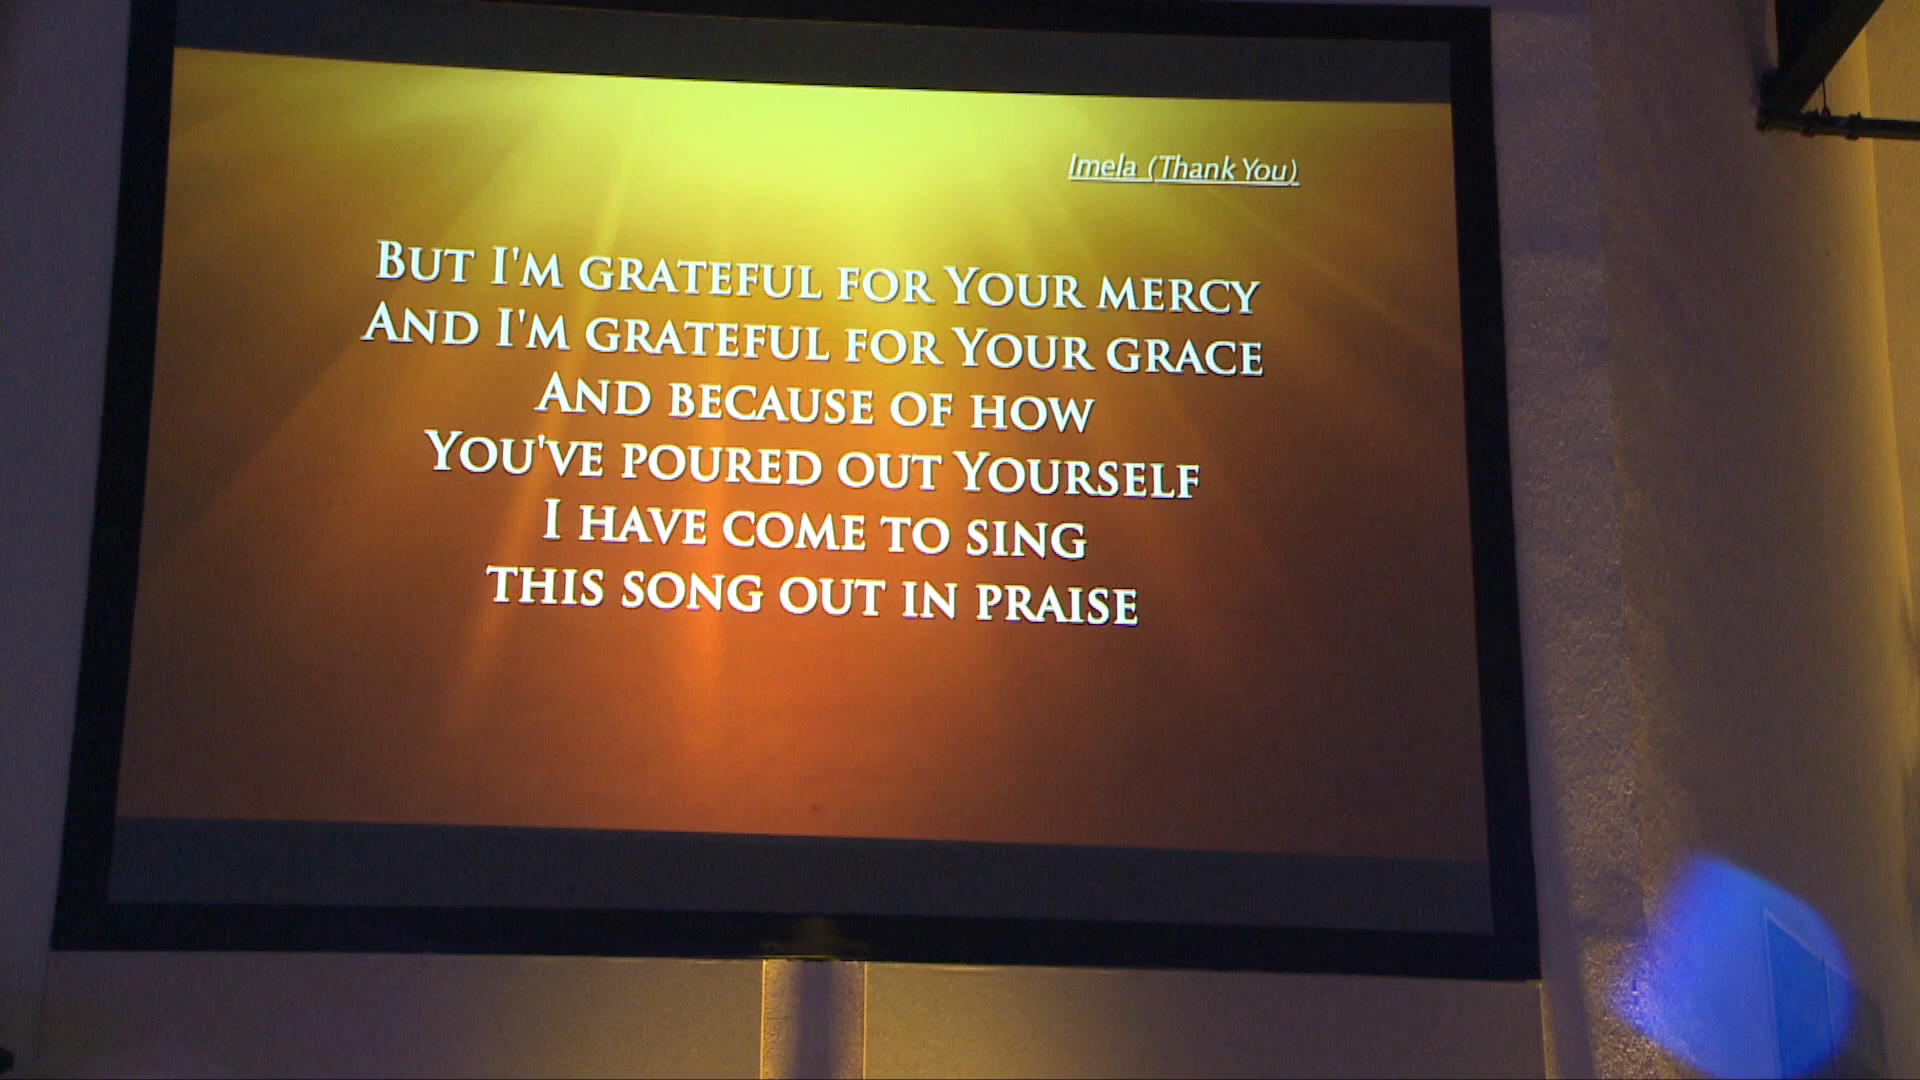 Imela (Thank You)
But I'm grateful for Your mercy
And I'm grateful for Your grace
And because of how
You've poured out Yourself
I have come to sing
this song out in praise